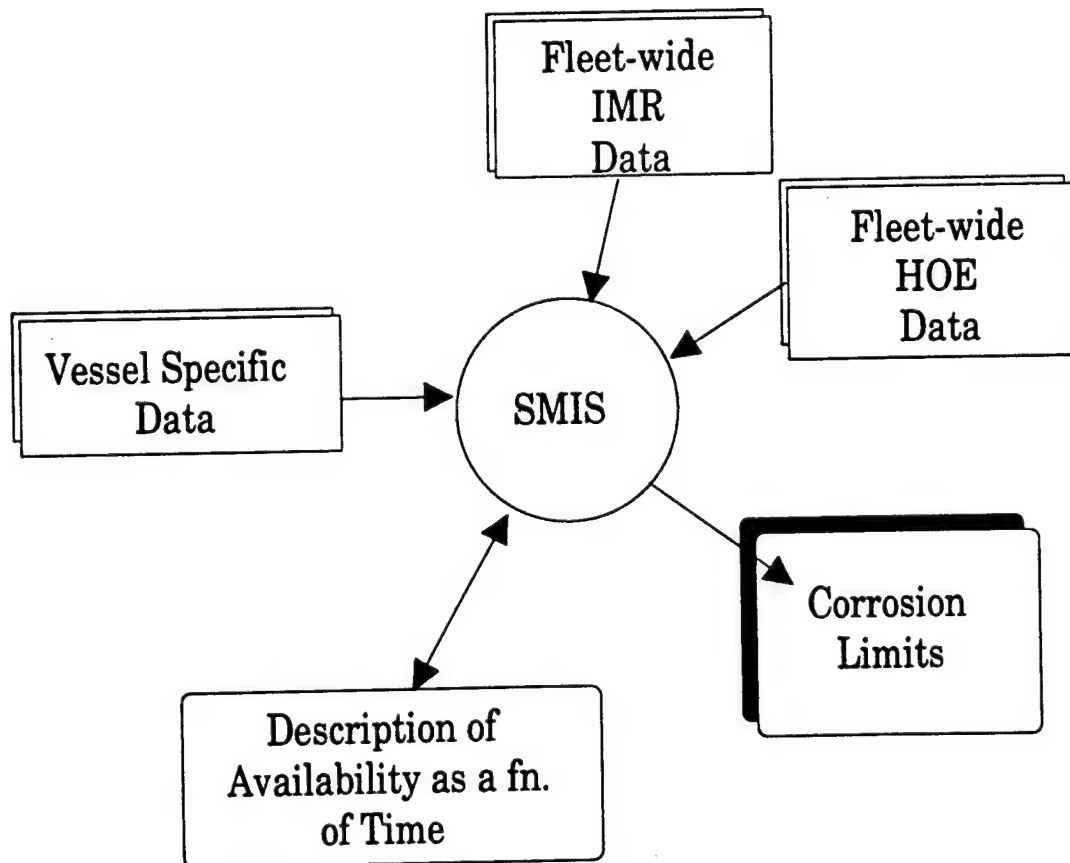 Fleet-wide
IMR
Data
Fleet-wide
HOE
Data
Vessel Specific
Data
SMIS
Corrosion
Limits
Description of
Availability as a fn.
of Time